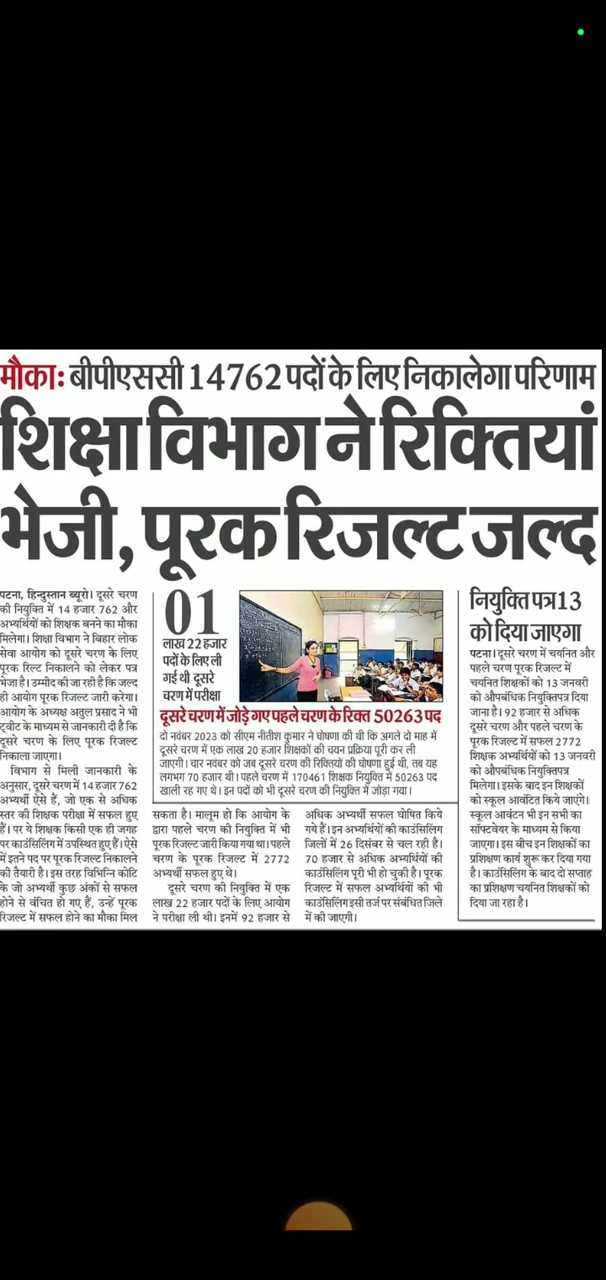 मौका: बीपीएससी 14762 पदों के लिए निकालेगा परिणाम
शिक्षा विभाग ने रिक्तियां
भेजी, पूरक रिजल्ट जल्द
पटना, हिन्दुस्तान ब्यूरो। दूसरे चरण
की नियुक्ति में 14 हजार 762 और
अभ्यर्थियों को शिक्षक बनने का मौका
मिलेगा। शिक्षा विभाग ने बिहार लोक
सेवा आयोग को दूसरे चरण के लिए
पूरक रिल्ट निकालने को लेकर पत्र
भेजा है। उम्मीद की जा रही है कि जल्द
ही आयोग पूरक रिजल्ट जारी करेगा।
आयोग के अध्यक्ष अतुल प्रसाद ने भी
ट्वीट के माध्यम से जानकारी दी है कि
दूसरे चरण के लिए पूरक रिजल्ट
निकाला जाएगा।
विभाग से मिली जानकारी के
अनुसार, दूसरे चरण में 14 हजार 762
अभ्यर्थी ऐसे हैं, जो एक से अधिक
स्तर की शिक्षक परीक्षा में सफल हुए
हैं। पर ये शिक्षक किसी एक ही जगह
पर काउंसिलिंग में उपस्थित हुए हैं। ऐसे
में इतने पद पर पूरक रिजल्ट निकालने
की तैयारी है। इस तरह विभिन्नि कोटि
के जो अभ्यर्थी कुछ अंकों से सफल
होने से वंचित हो गए हैं, उन्हें पूरक
रिजल्ट में सफल होने का मौका मिल
01
लाख 22 हजार
पदों के लिए ली
गई थी दूसरे
चरण में परीक्षा
दूसरे चरण में जोड़े गए पहले चरण के रिक्त 50263 पद
दो नवंबर 2023 को सीएम नीतीश कुमार ने घोषणा की थी कि अगले दो माह में
दूसरे चरण में एक लाख 20 हजार शिक्षकों की चयन प्रक्रिया पूरी कर ली
जाएगी। चार नवंबर को जब दूसरे चरण की रिक्तियों की घोषणा हुई थी, तब यह
लगभग 70 हजार थी। पहले चरण में 170461 शिक्षक नियुक्ति में 50263 पद
खाली रह गए थे। इन पदों को भी दूसरे चरण की नियुक्ति में जोड़ा गया।
सकता है। मालूम हो कि आयोग के
द्वारा पहले चरण की नियुक्ति में भी
पूरक रिजल्ट जारी किया गया था। पहले
चरण के पूरक रिजल्ट में 2772
अभ्यर्थी सफल हुए थे।
दूसरे चरण की नियुक्ति में एक
लाख 22 हजार पदों के लिए आयोग
ने परीक्षा ली थी। इनमें 92 हजार से
अधिक अभ्यर्थी सफल घोषित किये
गये हैं। इन अभ्यर्थियों की काउंसिलिंग
जिलों में 26 दिसंबर से चल रही है।
70 हजार से अधिक अभ्यर्थियों की
काउंसिलिंग पूरी भी हो चुकी है। पूरक
रिजल्ट में सफल अभ्यर्थियों की भी
काउंसिलिंग इसी तर्ज पर संबंधित जिले
में की जाएगी।
नियुक्ति पत्र 13
को दिया जाएगा
पटना। दूसरे चरण में चयनित और
पहले चरण पूरक रिजल्ट में
चयनित शिक्षकों को 13 जनवरी
को औपबंधिक नियुक्तिपत्र दिया
जाना है। 92 हजार से अधिक
दूसरे चरण और पहले चरण के
पूरक रिजल्ट में सफल 2772
शिक्षक अभ्यर्थियों को 13 जनवरी
को औपबंधिक नियुक्तिपत्र
मिलेगा। इसके बाद इन शिक्षकों
को स्कूल आवंटित किये जाएंगे।
स्कूल आवंटन भी इन सभी का
सॉफ्टवेयर के माध्यम से किया
जाएगा। इस बीच इन शिक्षकों का
प्रशिक्षण कार्य शुरू कर दिया गया
है। काउंसिलिंग के बाद दो सप्ताह
का प्रशिक्षण चयनित शिक्षकों को
दिया जा रहा है।